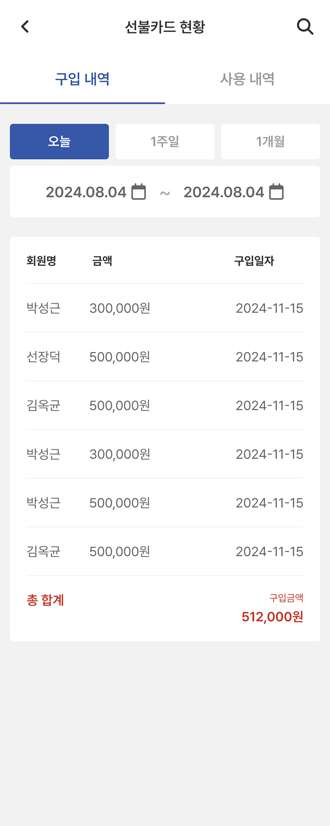 선불카드 현황
구입 내역 사용 내역
오늘 1주일 1개월
2024.08.04 ~ 2024.08.04
회원명 금액 구입일자
박성근 300,000원 2024-11-15
선장덕 500,000원 2024-11-15
김옥균 500,000원 2024-11-15
박성근 300,000원 2024-11-15
박성근 500,000원 2024-11-15
김옥균 500,000원 2024-11-15
총 합계 구입금액
512,000원